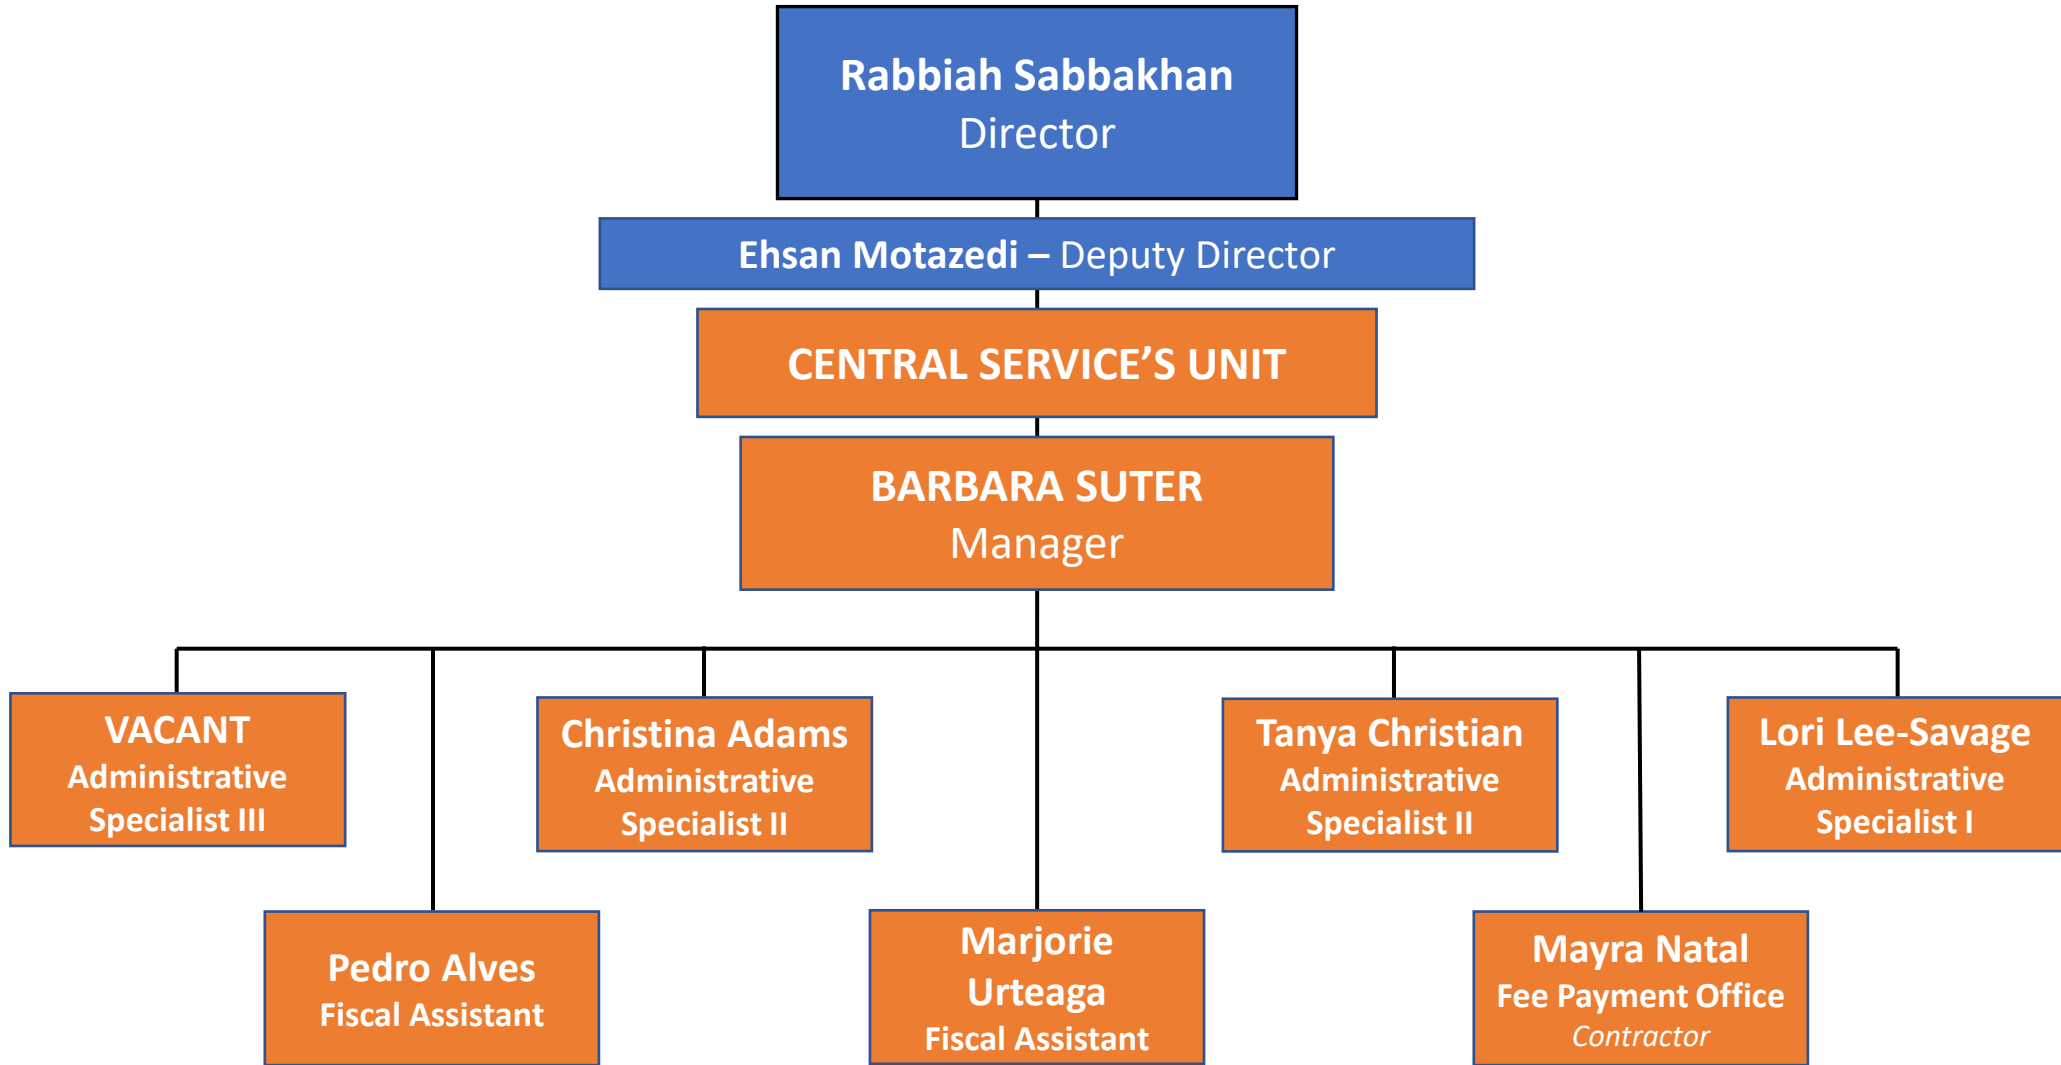 Rabbiah Sabbakhan
Director
Ehsan Motazedi – Deputy Director
CENTRAL SERVICE’S UNIT
BARBARA SUTER
Manager
VACANT
Administrative
Specialist III
Christina Adams
Administrative
Specialist II
Tanya Christian
Administrative
Specialist II
Lori Lee-Savage
Administrative
Specialist I
Pedro Alves
Fiscal Assistant
Marjorie
Urteaga
Fiscal Assistant
Mayra Natal
Fee Payment Office
Contractor